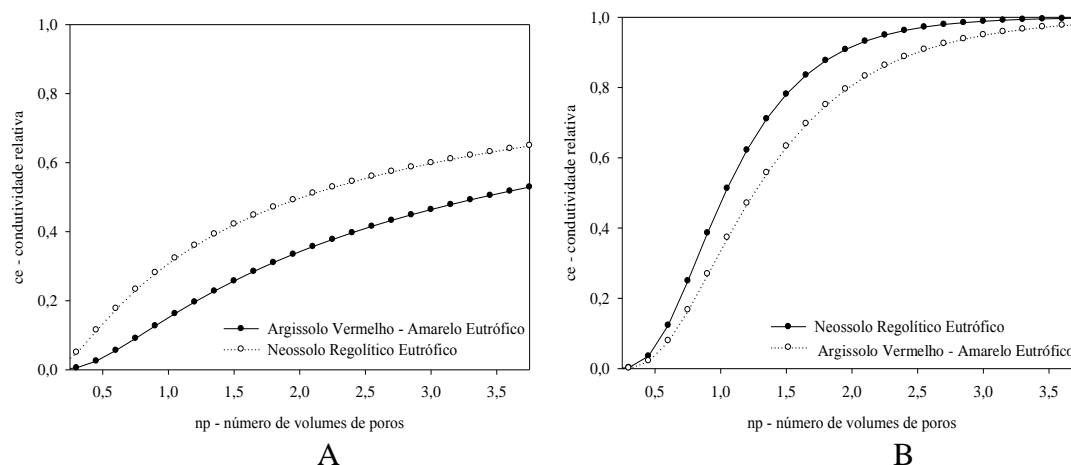 1,0
0,8
0,6
0,4
0,2
0,0
ce - condutividade relativa
Argissolo Vermelho - Amarelo Eutrófico
Neossolo Regolítico Eutrófico
0,5 1,0 1,5 2,0 2,5 3,0 3,5
np - número de volumes de poros
A
1,0
0,8
0,6
0,4
0,2
0,0
ce - condutividade relativa
Neossolo Regolítico Eutrófico
Argissolo Vermelho - Amarelo Eutrófico
0,5 1,0 1,5 2,0 2,5 3,0 3,5
np - número de volumes de poros
B